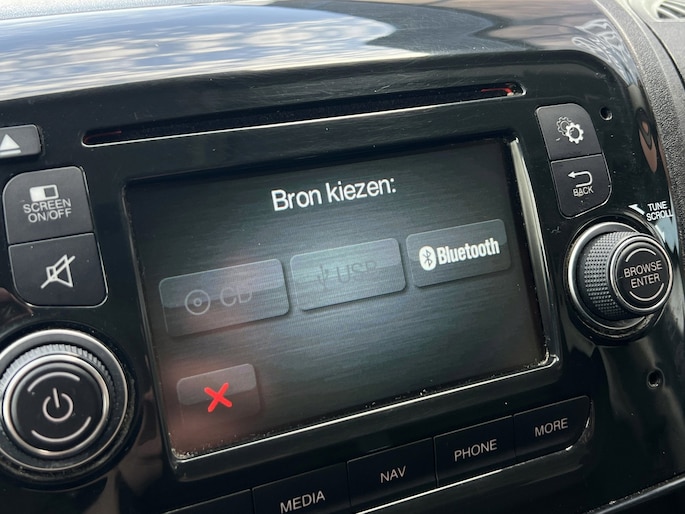 Bron kiezen:
CD
USB
Bluetooth
SCREEN
ON/OFF
BACK
TUNE
SCROLL
BROWSE
ENTER
MEDIA
NAV
PHONE
MORE